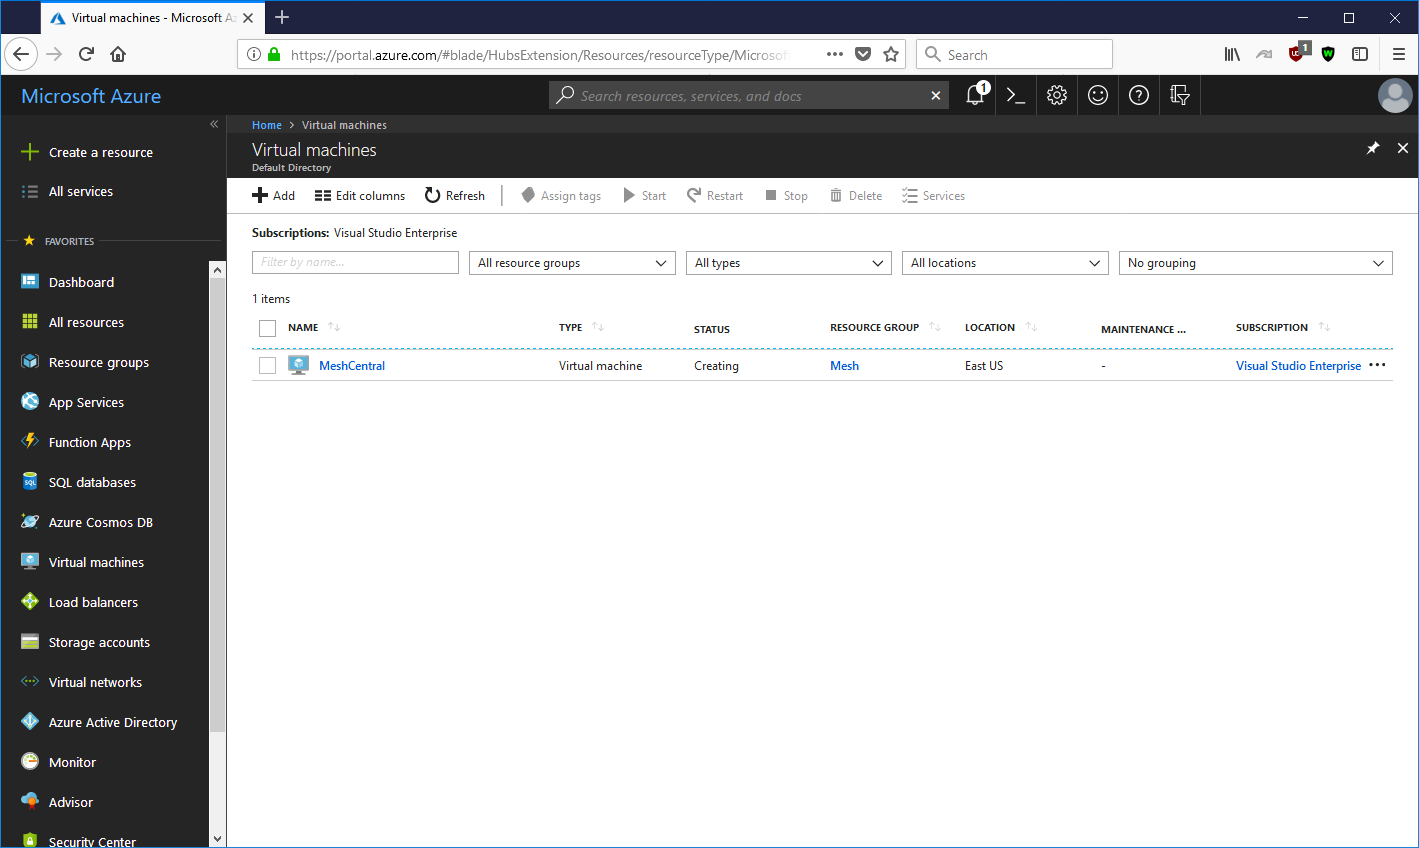 Virtual machines - Microsoft Az
https://portal.azure.com/#blade/HubsExtension/Resources/resourceType/Microsoft
Search
1
Microsoft Azure
Search resources, services, and docs
1
Home > Virtual machines
Virtual machines
Default Directory
Create a resource
All services
FAVORITES
Dashboard
All resources
Resource groups
App Services
Function Apps
SQL databases
Azure Cosmos DB
Virtual machines
Load balancers
Storage accounts
Virtual networks
Azure Active Directory
Monitor
Advisor
Security Center
Add Edit columns Refresh Assign tags Start Restart Stop Delete Services
Subscriptions: Visual Studio Enterprise
Filter by name... All resource groups All types All locations No grouping
1 items
NAME TYPE STATUS RESOURCE GROUP LOCATION MAINTENANCE ... SUBSCRIPTION
MeshCentral Virtual machine Creating Mesh East US - Visual Studio Enterprise